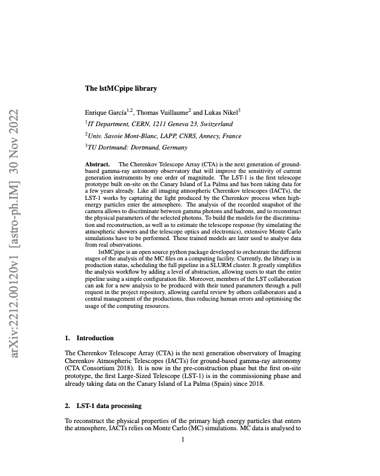 The lstMCpipe library
Enrique García1,2, Thomas Vuillaume2 and Lukas Nikel3
1IT Department, CERN, 1211 Geneva 23, Switzerland
2Univ. Savoie Mont-Blanc, LAPP, CNRS, Annecy, France
3TU Dortmund: Dortmund, Germany
Abstract. The Cherenkov Telescope Array (CTA) is the next generation of ground-
based gamma-ray astronomy observatory that will improve the sensitivity of current
generation instruments by one order of magnitude. The LST-1 is the first telescope
prototype built on-site on the Canary Island of La Palma and has been taking data for
a few years already. Like all imaging atmospheric Cherenkov telescopes (IACTs), the
LST-1 works by capturing the light produced by the Cherenkov process when high-
energy particles enter the atmosphere. The analysis of the recorded snapshot of the
camera allows to discriminate between gamma photons and hadrons, and to reconstruct
the physical parameters of the selected photons. To build the models for the discrimina-
tion and reconstruction, as well as to estimate the telescope response (by simulating the
atmospheric showers and the telescope optics and electronics), extensive Monte Carlo
simulations have to be performed. These trained models are later used to analyse data
from real observations.
lstMCpipe is an open source python package developed to orchestrate the different
stages of the analysis of the MC files on a computing facility. Currently, the library is in
production status, scheduling the full pipeline in a SLURM cluster. It greatly simplifies
the analysis workflow by adding a level of abstraction, allowing users to start the entire
pipeline using a simple configuration file. Moreover, members of the LST collaboration
can ask for a new analysis to be produced with their tuned parameters through a pull
request in the project repository, allowing careful review by others collaborators and a
central management of the productions, thus reducing human errors and optimising the
usage of the computing resources.
1. Introduction
The Cherenkov Telescope Array (CTA) is the next generation observatory of Imaging
Cherenkov Atmospheric Telescopes (IACTs) for ground-based gamma-ray astronomy
(CTA Consortium 2018). It is now in the pre-construction phase but the first on-site
prototype, the first Large-Sized Telescope (LST-1) is in the commissioning phase and
already taking data on the Canary Island of La Palma (Spain) since 2018.
2. LST-1 data processing
To reconstruct the physical properties of the primary high energy particles that enters
the atmosphere, IACTs relies on Monte Carlo (MC) simulations. MC data is analysed to
1
arXiv:2212.00120v1 [astro-ph.IM] 30 Nov 2022